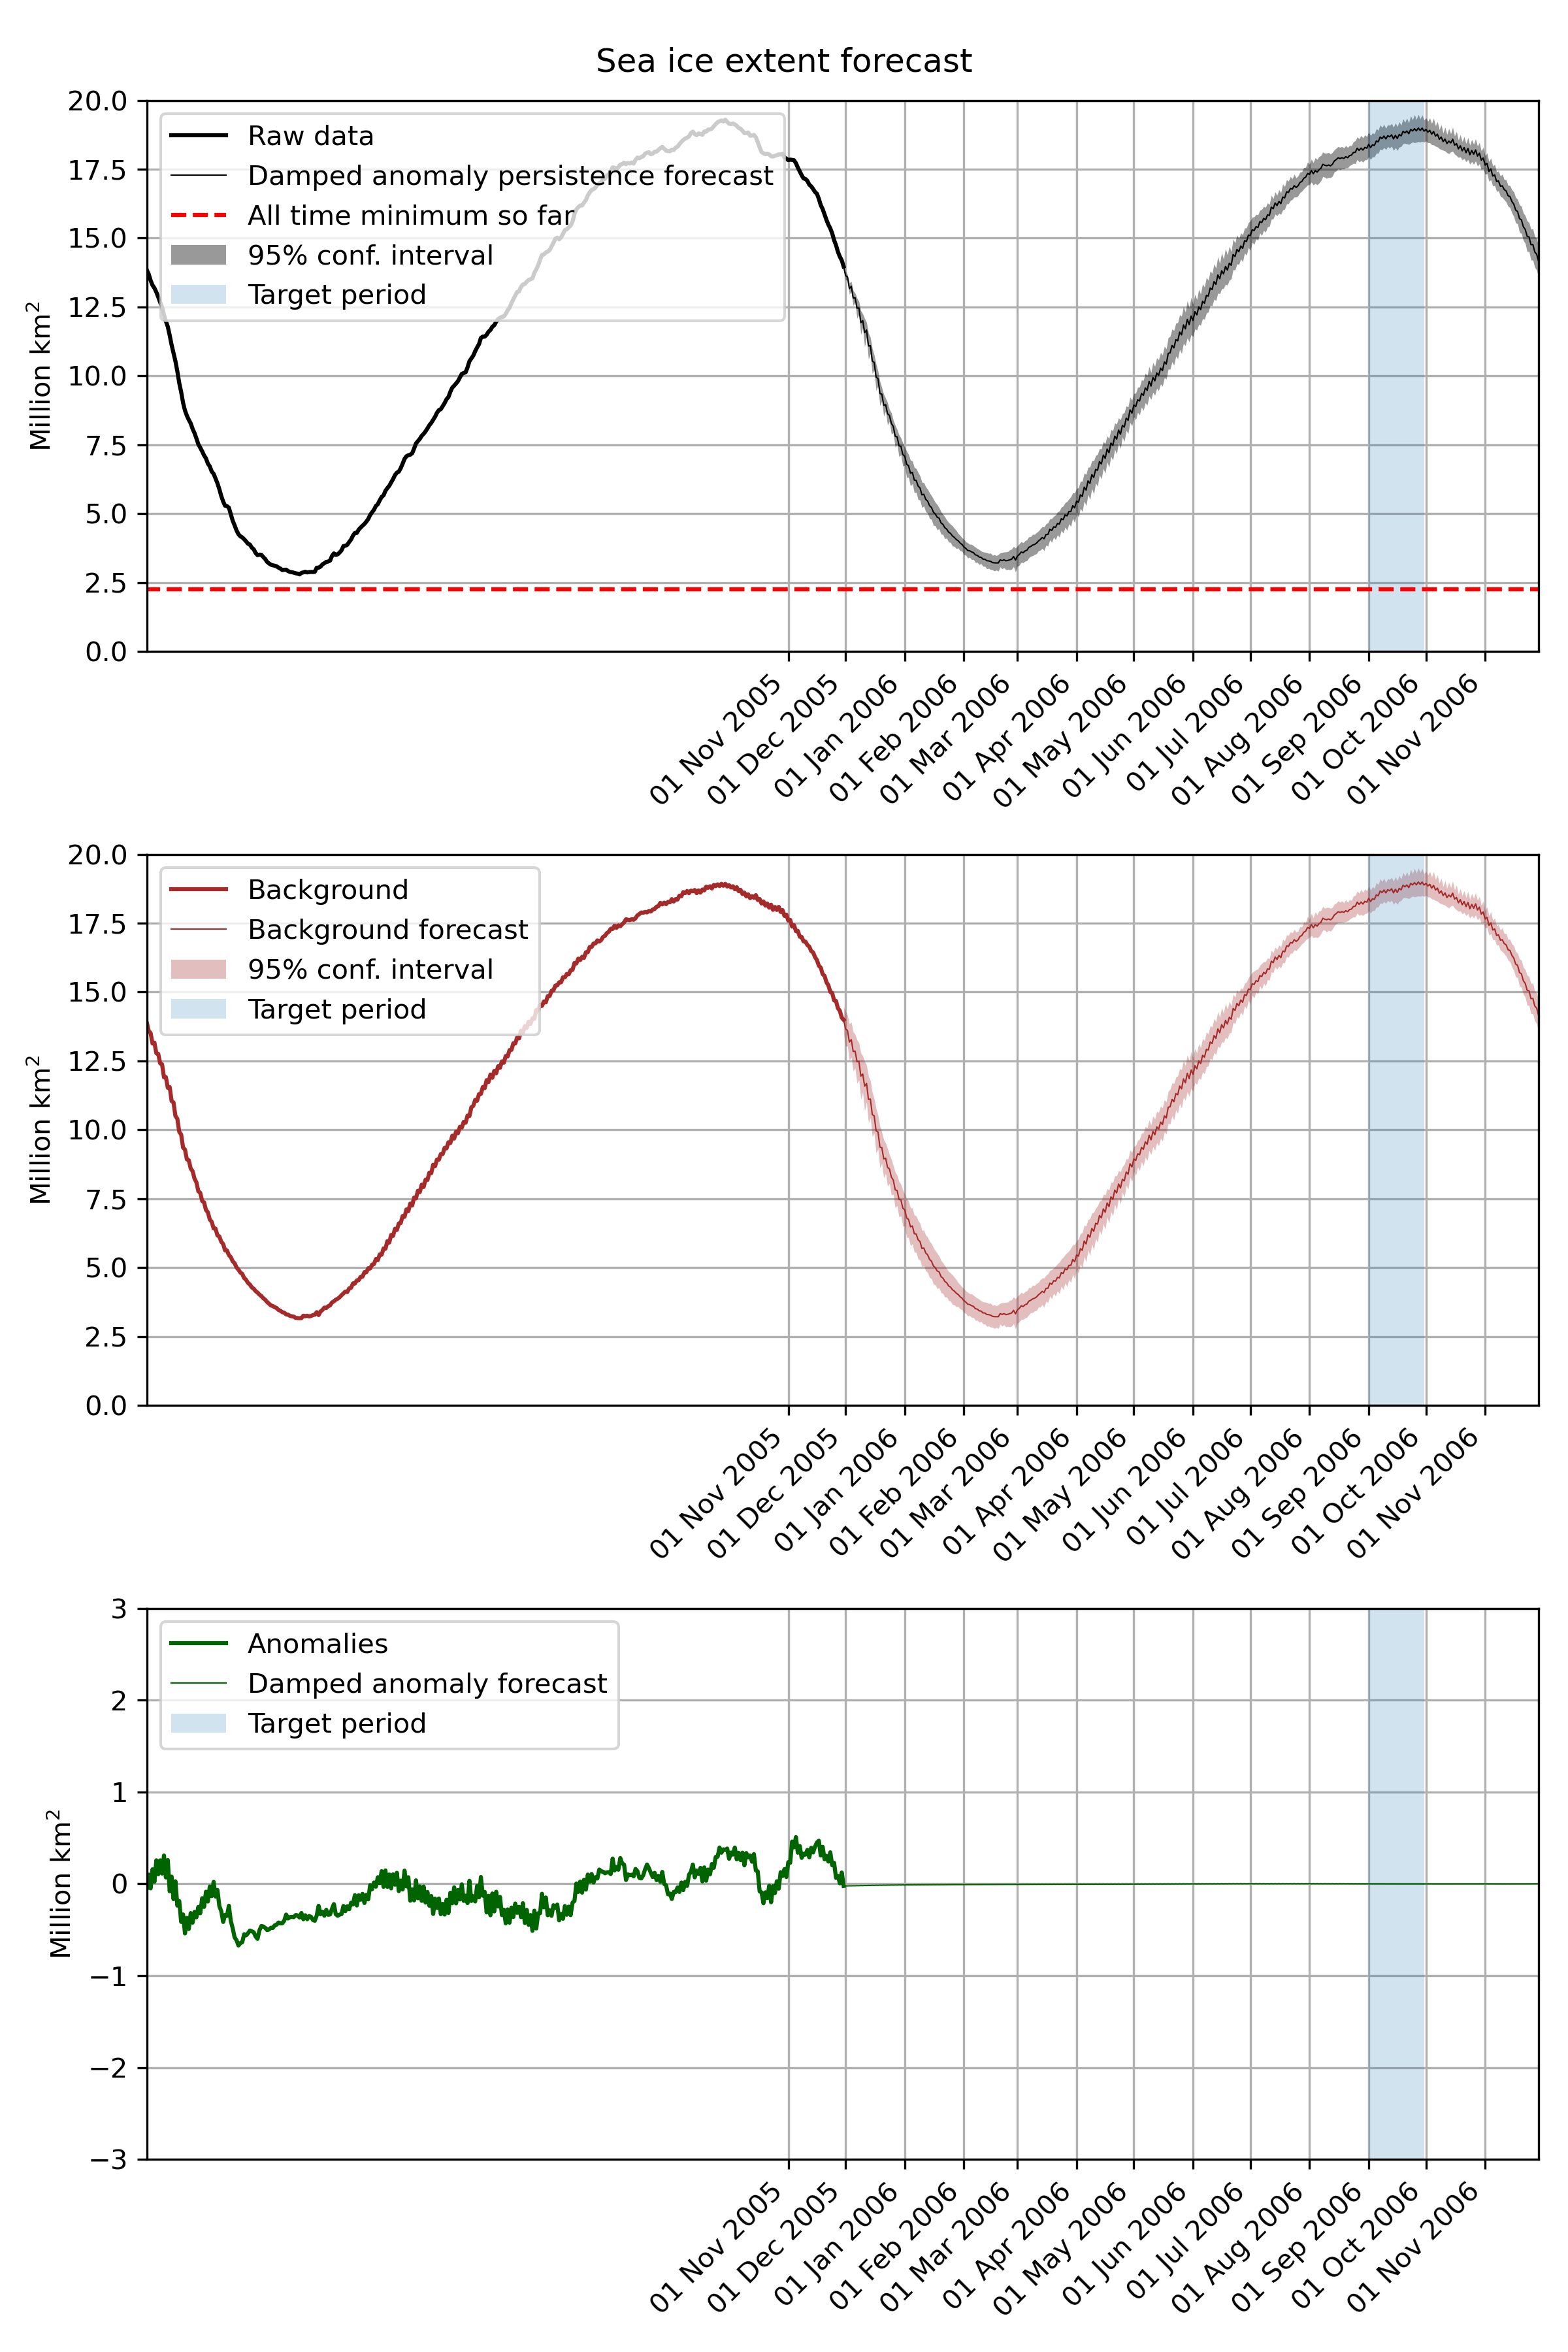 Sea ice extent forecast
20.0
17.5
15.0
12.5
10.0
7.5
5.0
2.5
0.0
Million km²
Raw data
Damped anomaly persistence forecast
All time minimum so far
95% conf. interval
Target period
01 Nov 2005
01 Dec 2005
01 Jan 2006
01 Feb 2006
01 Mar 2006
01 Apr 2006
01 May 2006
01 Jun 2006
01 Jul 2006
01 Aug 2006
01 Sep 2006
01 Oct 2006
01 Nov 2006
20.0
17.5
15.0
12.5
10.0
7.5
5.0
2.5
0.0
Million km²
Background
Background forecast
95% conf. interval
Target period
01 Nov 2005
01 Dec 2005
01 Jan 2006
01 Feb 2006
01 Mar 2006
01 Apr 2006
01 May 2006
01 Jun 2006
01 Jul 2006
01 Aug 2006
01 Sep 2006
01 Oct 2006
01 Nov 2006
3
2
1
0
−1
−2
−3
Million km²
Anomalies
Damped anomaly forecast
Target period
01 Nov 2005
01 Dec 2005
01 Jan 2006
01 Feb 2006
01 Mar 2006
01 Apr 2006
01 May 2006
01 Jun 2006
01 Jul 2006
01 Aug 2006
01 Sep 2006
01 Oct 2006
01 Nov 2006